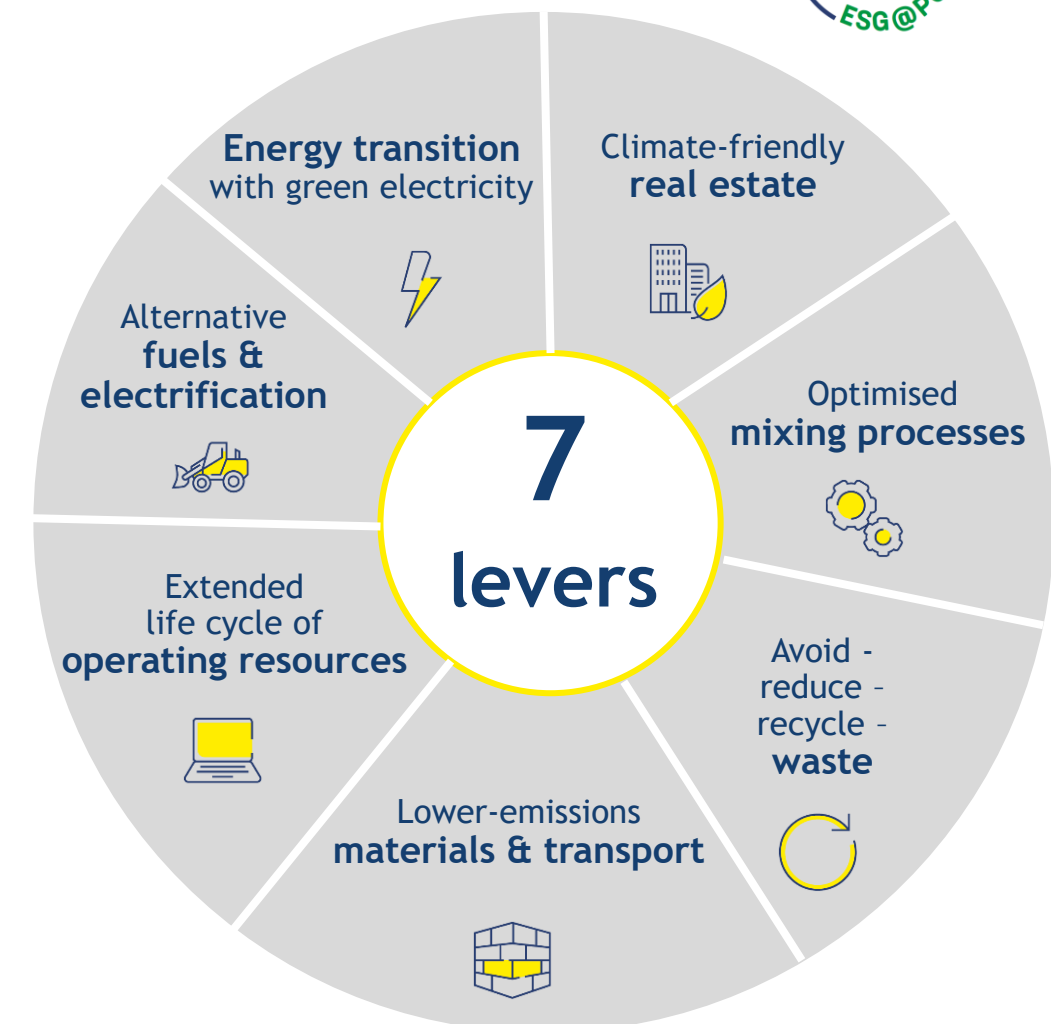 ESG@PO
Energy transition
with green electricity
Climate-friendly
real estate
Alternative
fuels &
electrification
Optimised
mixing processes
7
levers
Extended
life cycle of
operating resources
Avoid -
reduce –
recycle –
waste
Lower-emissions
materials & transport